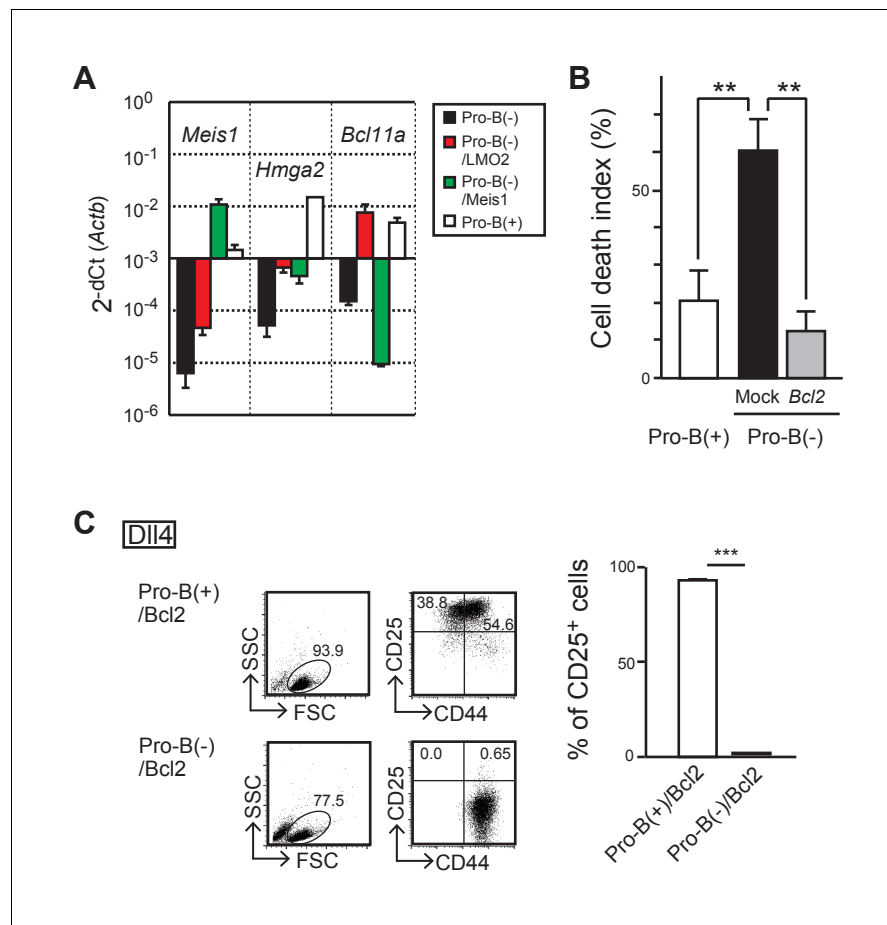 A
10⁰
10⁻¹
10⁻²
10⁻³
10⁻⁴
10⁻⁵
10⁻⁶
2⁻ᵈCt (Actb)
Meis1
Hmga2
Bcl11a
Pro-B(-)
Pro-B(-)
/LMO2
Pro-B(-)
/Meis1
Pro-B(+)
B
Cell death index (%)
50
0
**
**
Mock
Bcl2
Pro-B(+)
Pro-B(-)
C
Dll4
Pro-B(+)
/Bcl2
SSC
93.9
FSC
CD25
38.8
54.6
CD44
Pro-B(-)
/Bcl2
SSC
77.5
FSC
CD25
0.0
0.65
CD44
% of CD25⁺ cells
100
50
0
***
Pro-B(+)/Bcl2
Pro-B(-)/Bcl2